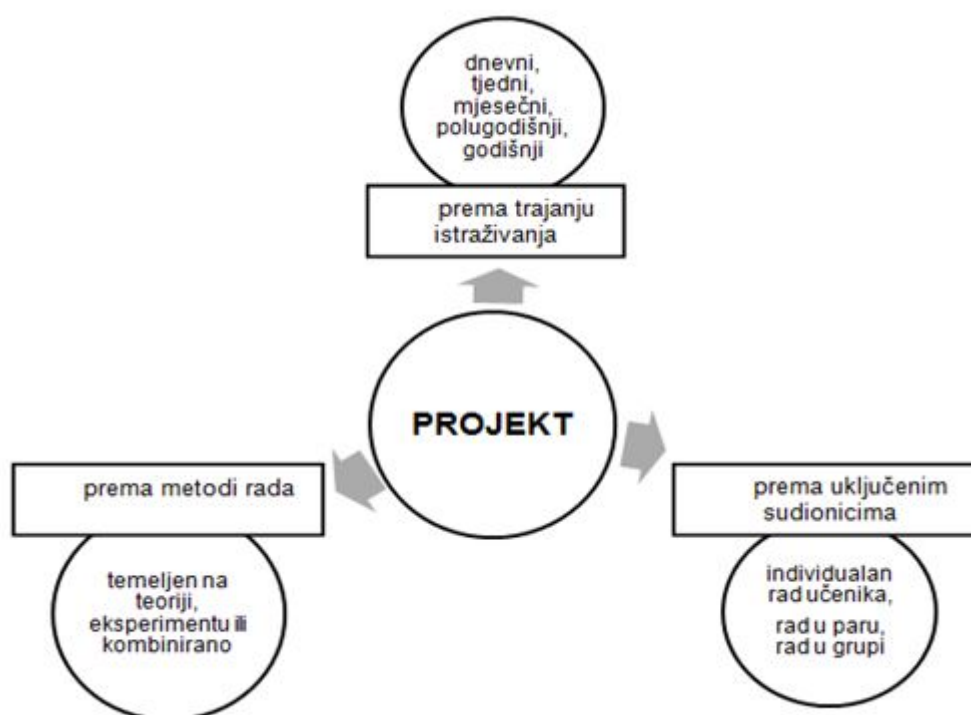 dnevni,
tjedni,
mjesečni,
polugodišnji,
godišnji
prema trajanju
istraživanja
PROJEKT
prema metodi rada
temeljen na
teoriji,
eksperimentu ili
kombinirano
prema uključenim
sudionicima
individualan
rad učenika,
rad u paru,
rad u grupi